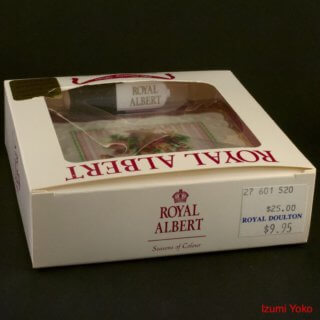 ROYAL
ALBERT
ROYAL ALBERT
ROYAL
ALBERT
Seasons of Colour
27 601 520
$25.00
ROYAL DOULTON
$9.95
Izumi Yoko